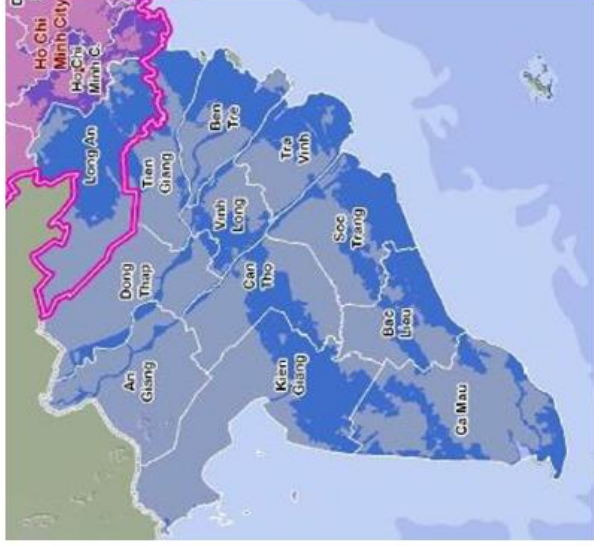 Ho Chi
Minh City
Ho Chi
Minh C.
Long An
Tien
Giang
Ben
Tre
Tra
Vinh
Vinh
Long
Dong
Thap
Can
Tho
Soc
Trang
An
Giang
Kien
Giang
Bac
Lieu
Ca Mau